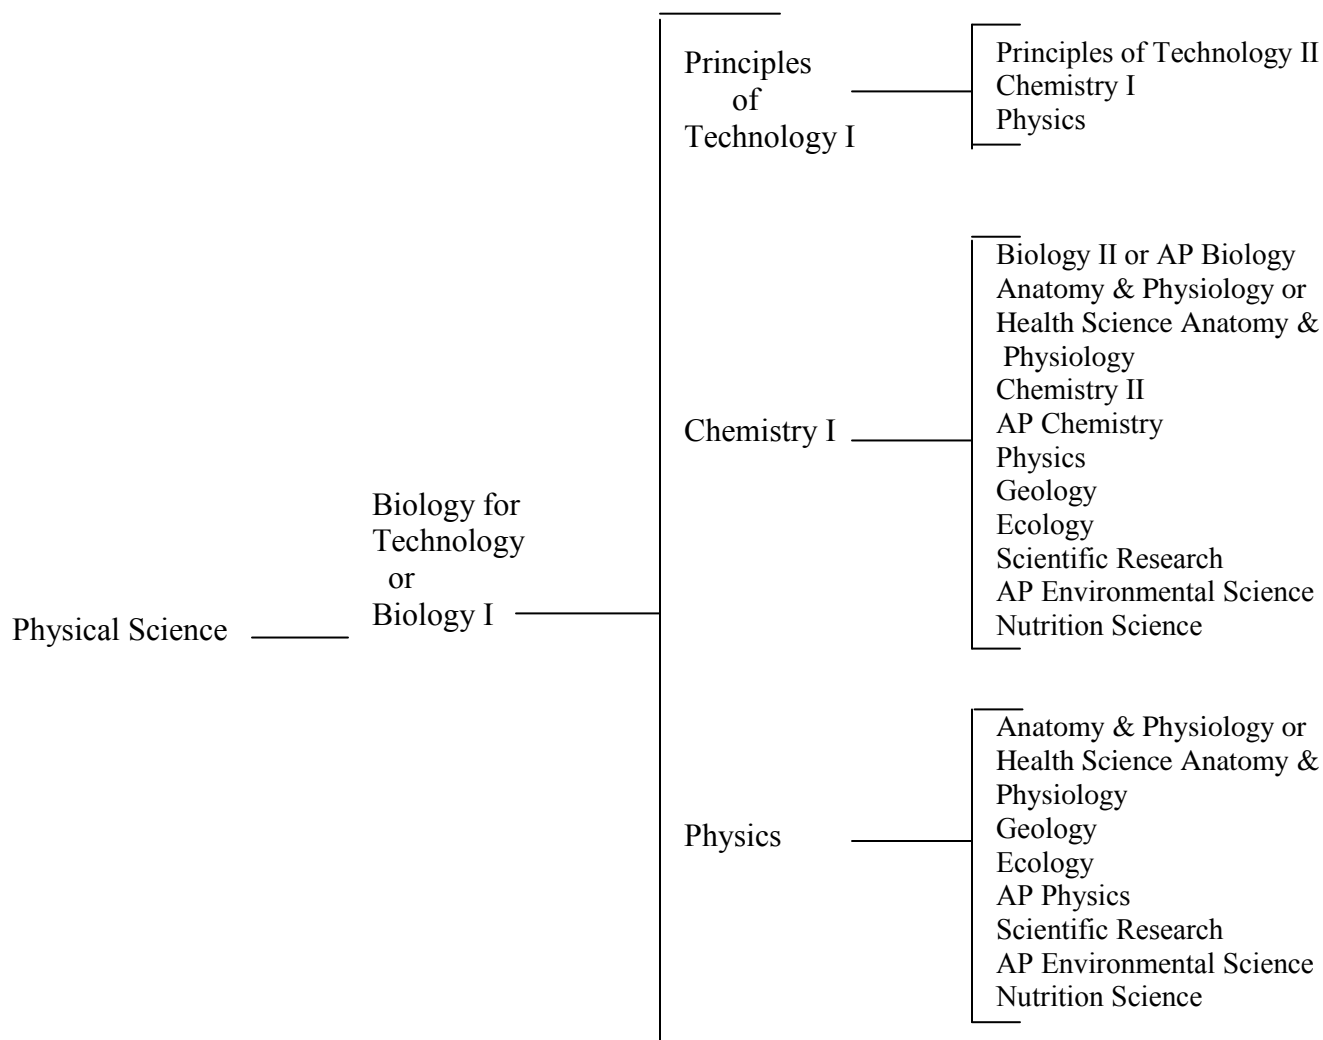 Physical Science
Biology for
Technology
or
Biology I
Principles
of
Technology I
Principles of Technology II
Chemistry I
Physics
Chemistry I
Biology II or AP Biology
Anatomy & Physiology or
Health Science Anatomy &
Physiology
Chemistry II
AP Chemistry
Physics
Geology
Ecology
Scientific Research
AP Environmental Science
Nutrition Science
Physics
Anatomy & Physiology or
Health Science Anatomy &
Physiology
Geology
Ecology
AP Physics
Scientific Research
AP Environmental Science
Nutrition Science